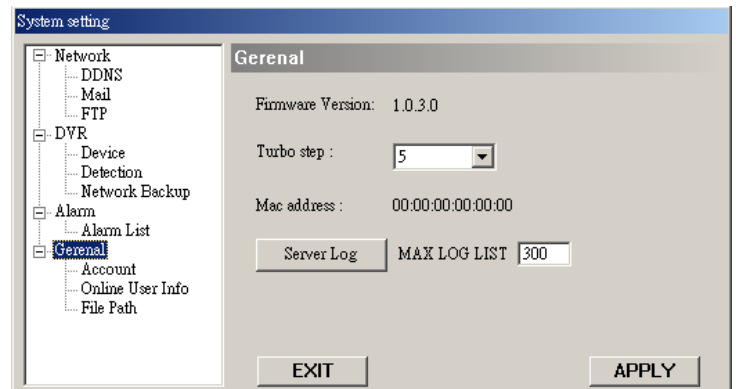 System setting
Network
DDNS
Mail
FTP
DVR
Device
Detection
Network Backup
Alarm
Alarm List
Gerenal
Account
Online User Info
File Path
Gerenal
Firmware Version: 1.0.3.0
Turbo step : 5
Mac address : 00:00:00:00:00:00
Server Log MAX LOG LIST 300
EXIT APPLY